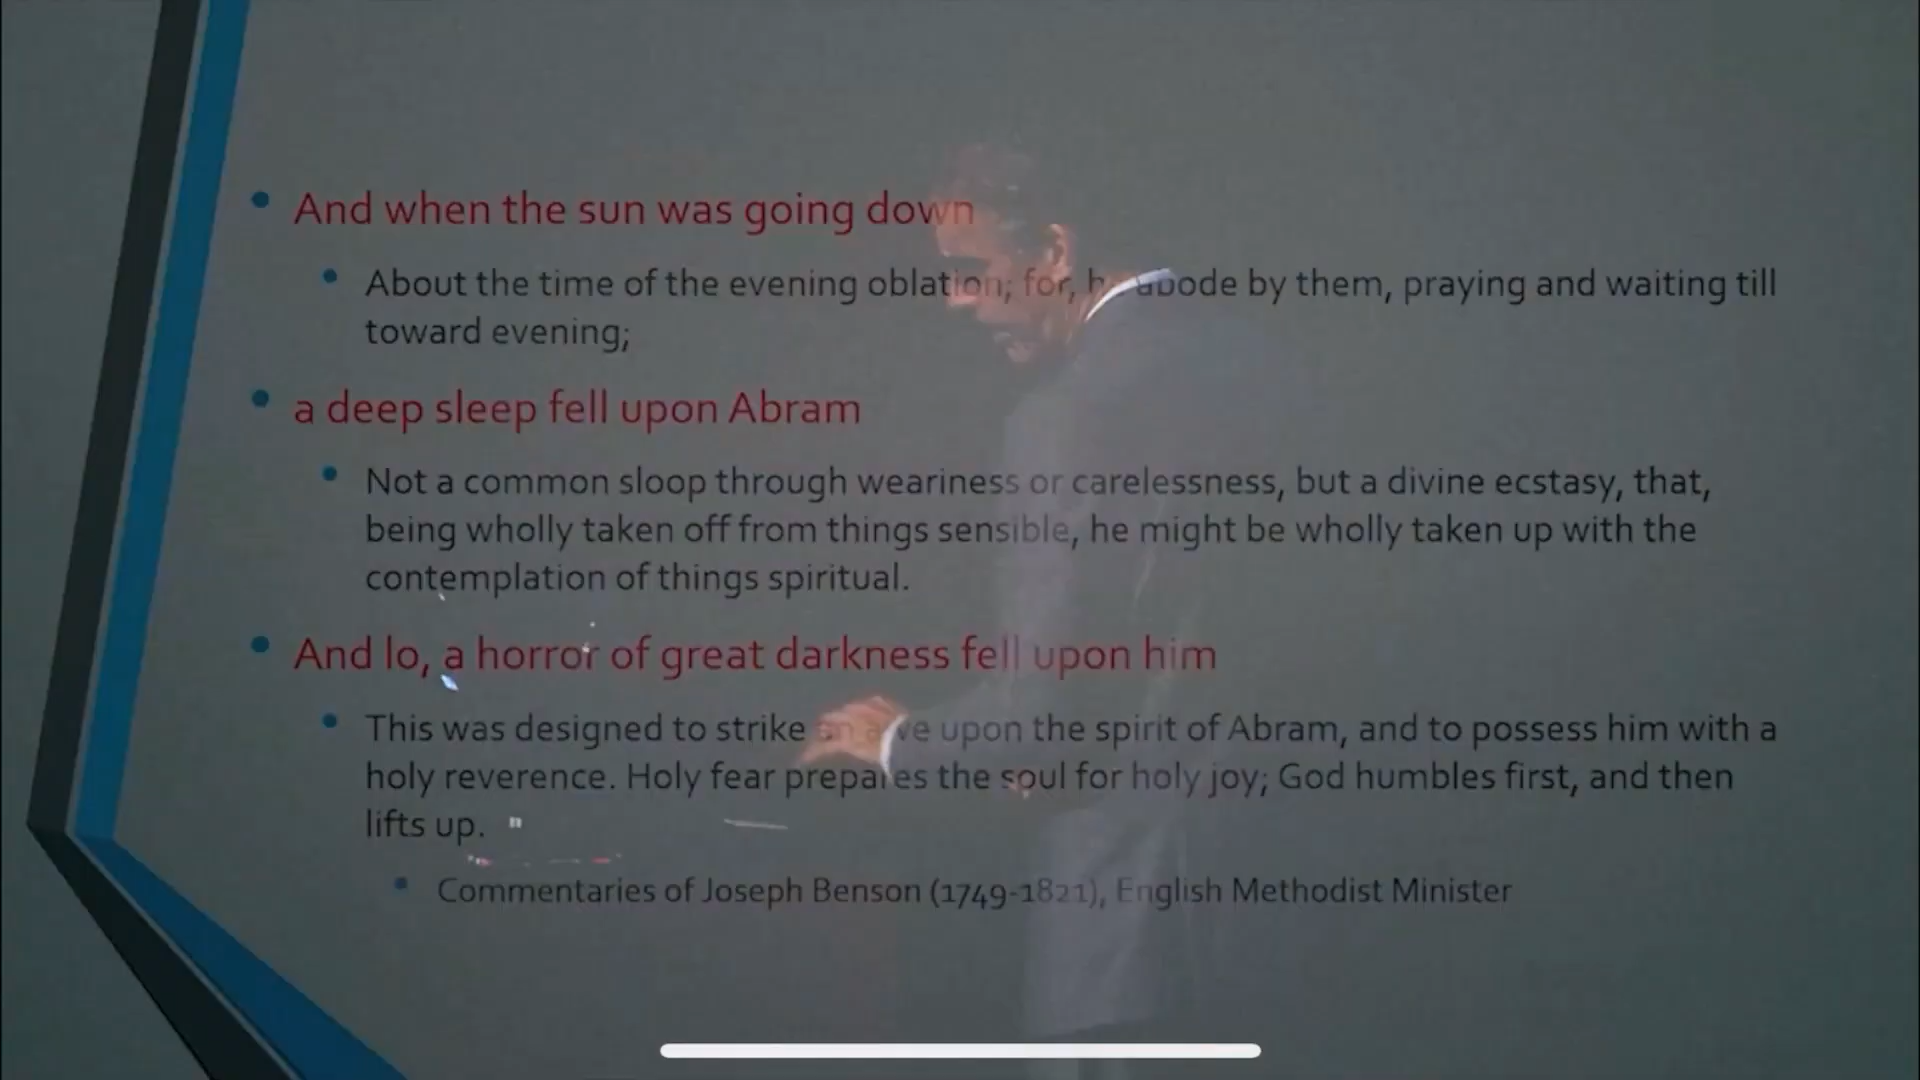 And when the sun was going down
About the time of the evening oblation; for, abode by them, praying and waiting till
toward evening;
a deep sleep fell upon Abram
Not a common sloop through weariness or carelessness, but a divine ecstasy, that,
being wholly taken off from things sensible, he might be wholly taken up with the
contemplation of things spiritual.
And lo, a horror of great darkness fell upon him
This was designed to strike upon the spirit of Abram, and to possess him with a
holy reverence. Holy fear prepares the soul for holy joy; God humbles first, and then
lifts up.
Commentaries of Joseph Benson (1749-1821), English Methodist Minister